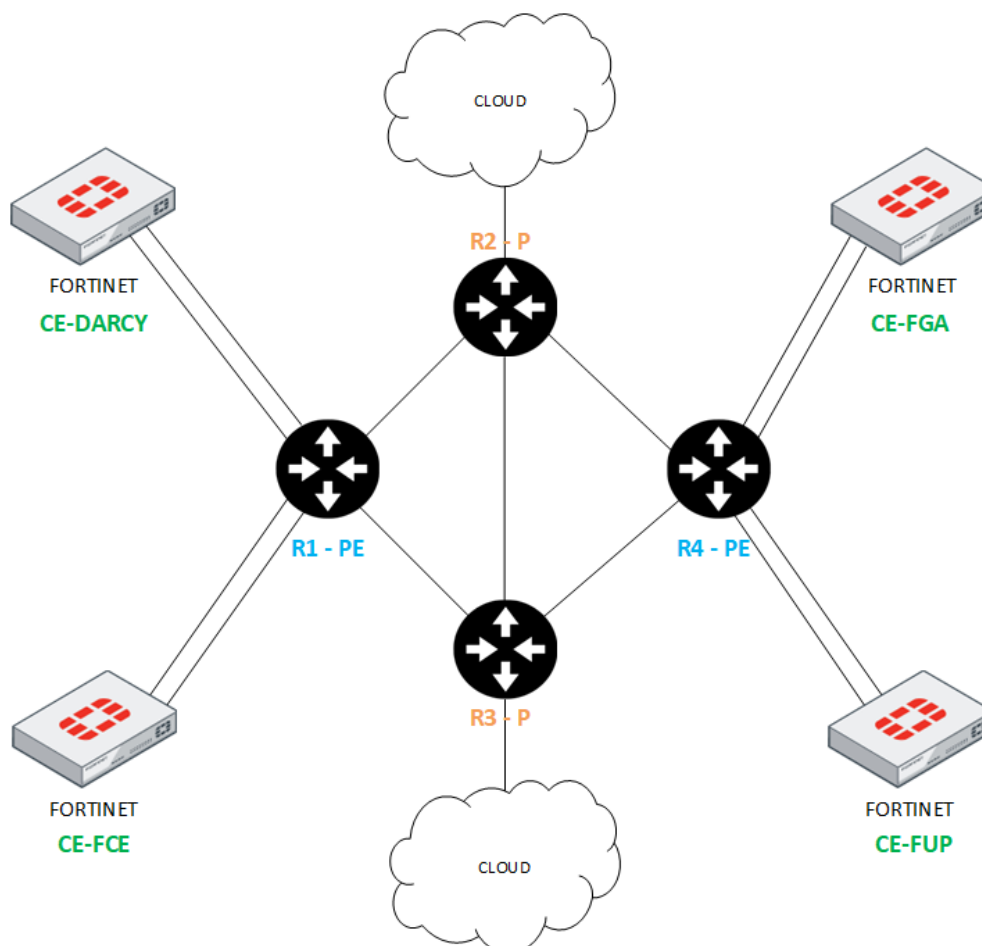 CLOUD
R2 - P
FORTINET
CE-DARCY
FORTINET
CE-FGA
R1 - PE
R4 - PE
R3 - P
FORTINET
CE-FCE
FORTINET
CE-FUP
CLOUD